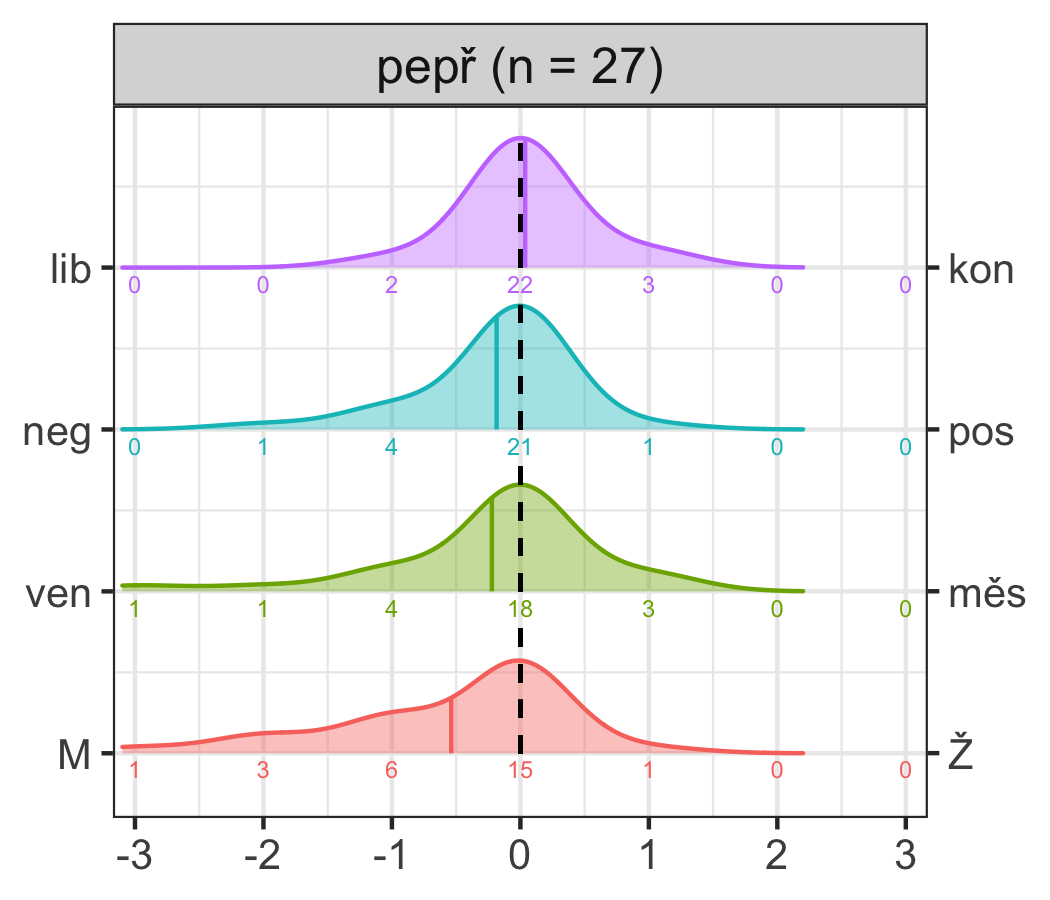 pepř (n = 27)
lib kon
0 0 2 22 3 0 0
neg pos
0 1 4 21 1 0 0
ven měs
1 1 4 18 3 0 0
M Ž
1 3 6 15 1 0 0
-3 -2 -1 0 1 2 3